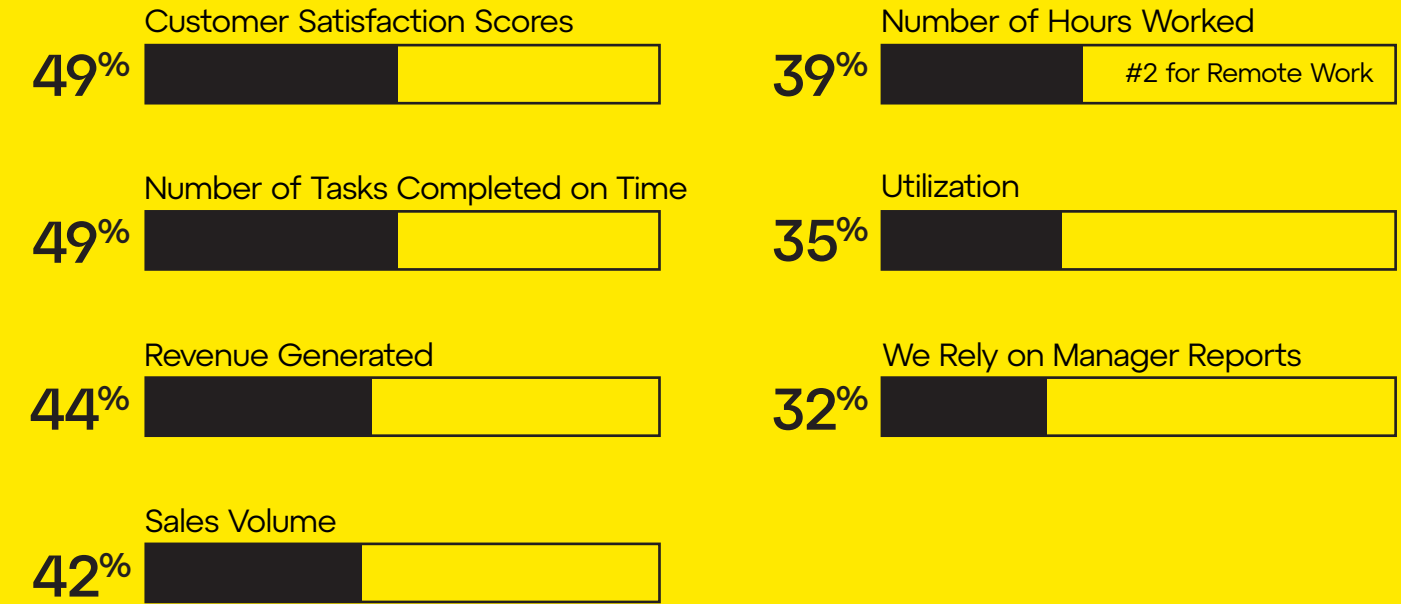 Customer Satisfaction Scores
49%
Number of Tasks Completed on Time
49%
Revenue Generated
44%
Sales Volume
42%
Number of Hours Worked
39%
#2 for Remote Work
Utilization
35%
We Rely on Manager Reports
32%